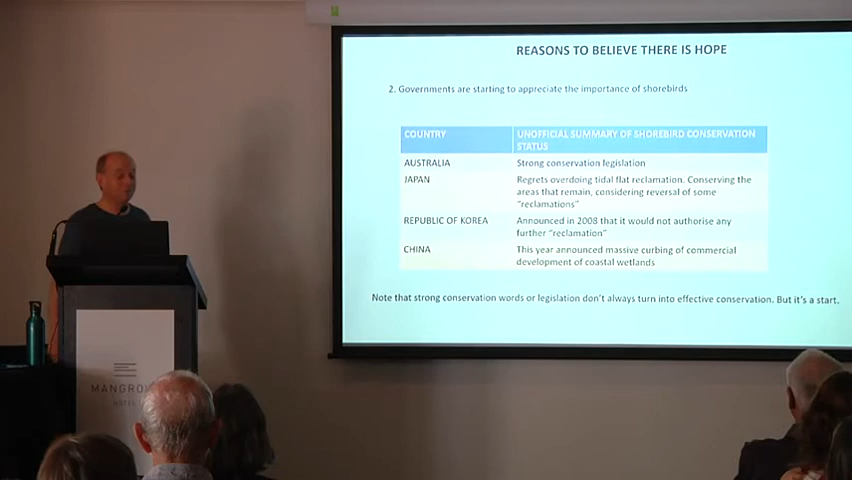 REASONS TO BELIEVE THERE IS HOPE
2. Governments are starting to appreciate the importance of shorebirds
COUNTRY
UNOFFICIAL SUMMARY OF SHOREBIRD CONSERVATION
STATUS
AUSTRALIA
Strong conservation legislation
JAPAN
Regrets overdoing tidal flat reclamation. Conserving the
areas that remain, considering reversal of some
"reclamations"
REPUBLIC OF KOREA
Announced in 2008 that it would not authorise any
further "reclamation"
CHINA
This year announced massive curbing of commercial
development of coastal wetlands
Note that strong conservation words or legislation don't always turn into effective conservation. But it's a start.
MANGRO
HOTEL